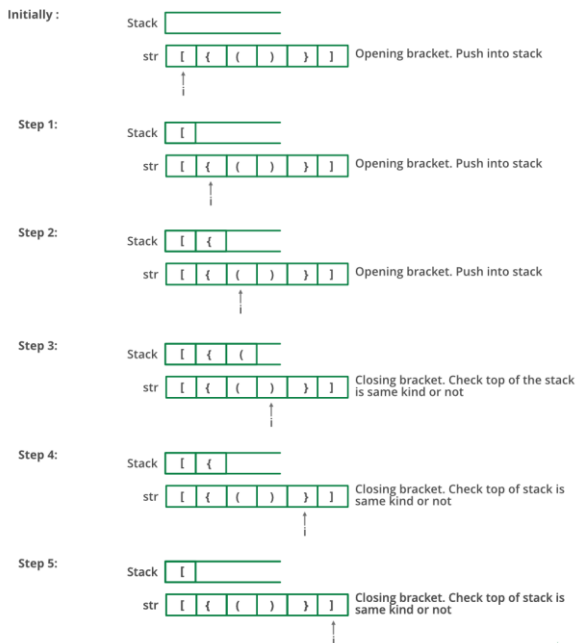 Initially :
Stack
str [ { ( ) } ] Opening bracket. Push into stack
i
Step 1:
Stack [
str [ { ( ) } ] Opening bracket. Push into stack
i
Step 2:
Stack [ {
str [ { ( ) } ] Opening bracket. Push into stack
i
Step 3:
Stack [ { (
str [ { ( ) } ] Closing bracket. Check top of the stack
is same kind or not
i
Step 4:
Stack [ {
str [ { ( ) } ] Closing bracket. Check top of stack is
same kind or not
i
Step 5:
Stack [
str [ { ( ) } ] Closing bracket. Check top of stack is
same kind or not
i